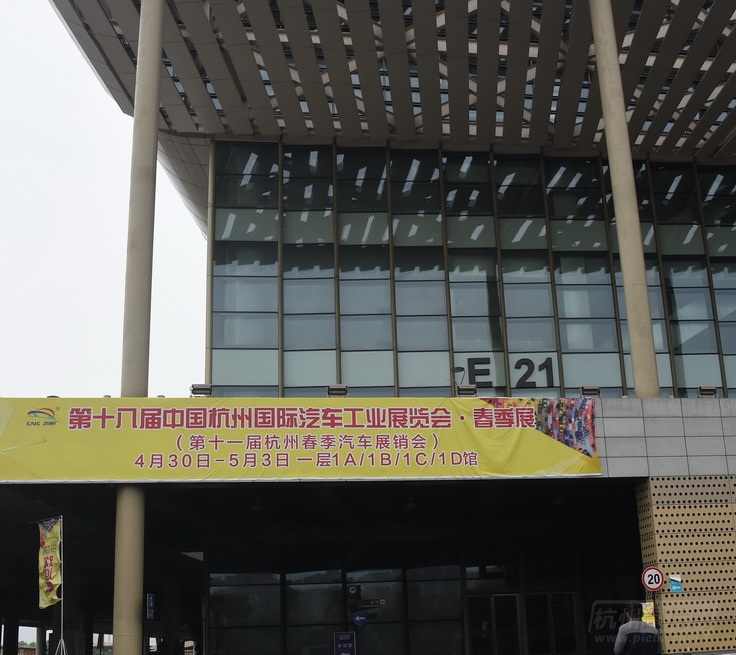 E 21
第十八届中国杭州国际汽车工业展览会·春季展
(第十一届杭州春季汽车展销会)
4月30日-5月3日 一层1A/1B/1C/1D馆
20
杭州